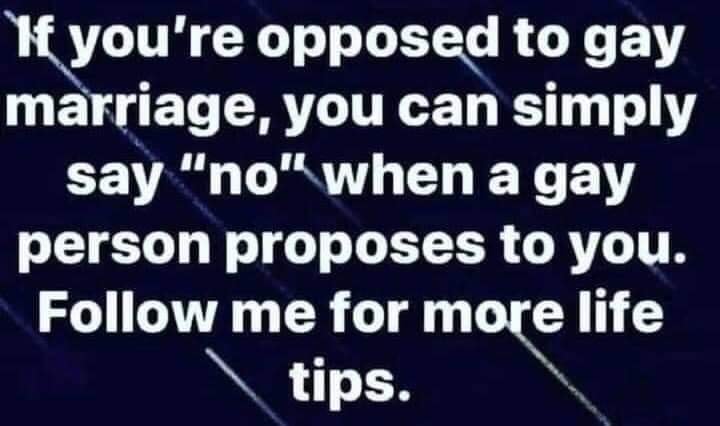 If you're opposed to gay
marriage, you can simply
say "no" when a gay
person proposes to you.
Follow me for more life
tips.